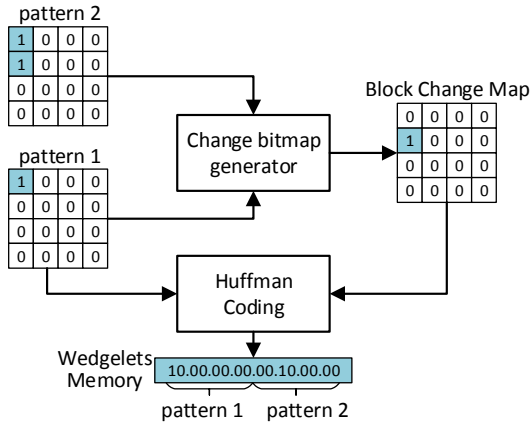 pattern 2
1 0 0 0
1 0 0 0
0 0 0 0
0 0 0 0
pattern 1
1 0 0 0
0 0 0 0
0 0 0 0
0 0 0 0
Change bitmap
generator
Block Change Map
0 0 0 0
1 0 0 0
0 0 0 0
0 0 0 0
Huffman
Coding
Wedgelets
Memory
10.00.00.00.00.10.00.00
pattern 1 pattern 2